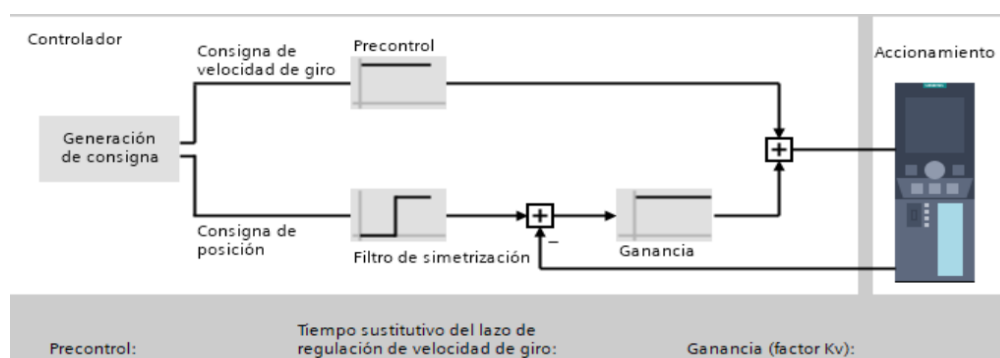 Controlador
Consigna de
velocidad de giro
Precontrol
Accionamiento
SIEMENS
Generación
de consigna
+
+
Consigna de
posición
Filtro de simetrización
−
Ganancia
Precontrol:
Tiempo sustitutivo del lazo de
regulación de velocidad de giro:
Ganancia (factor Kv):